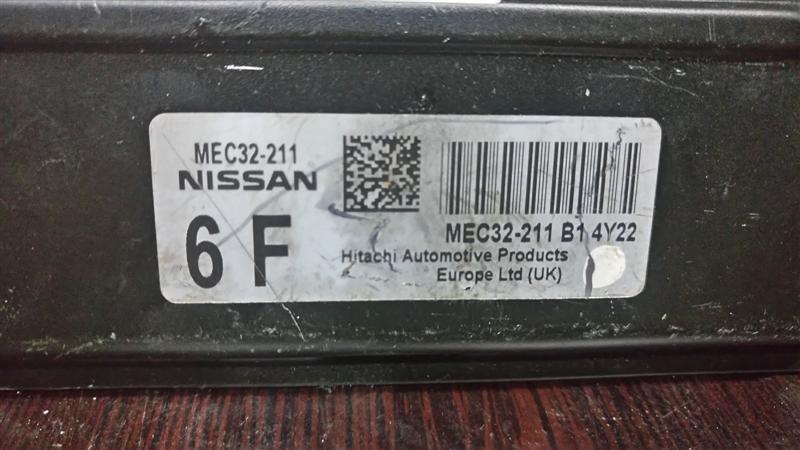 MEC32-211
NISSAN
6 F
MEC32-211 B1 4Y22
Hitachi Automotive Products
Europe Ltd (UK)